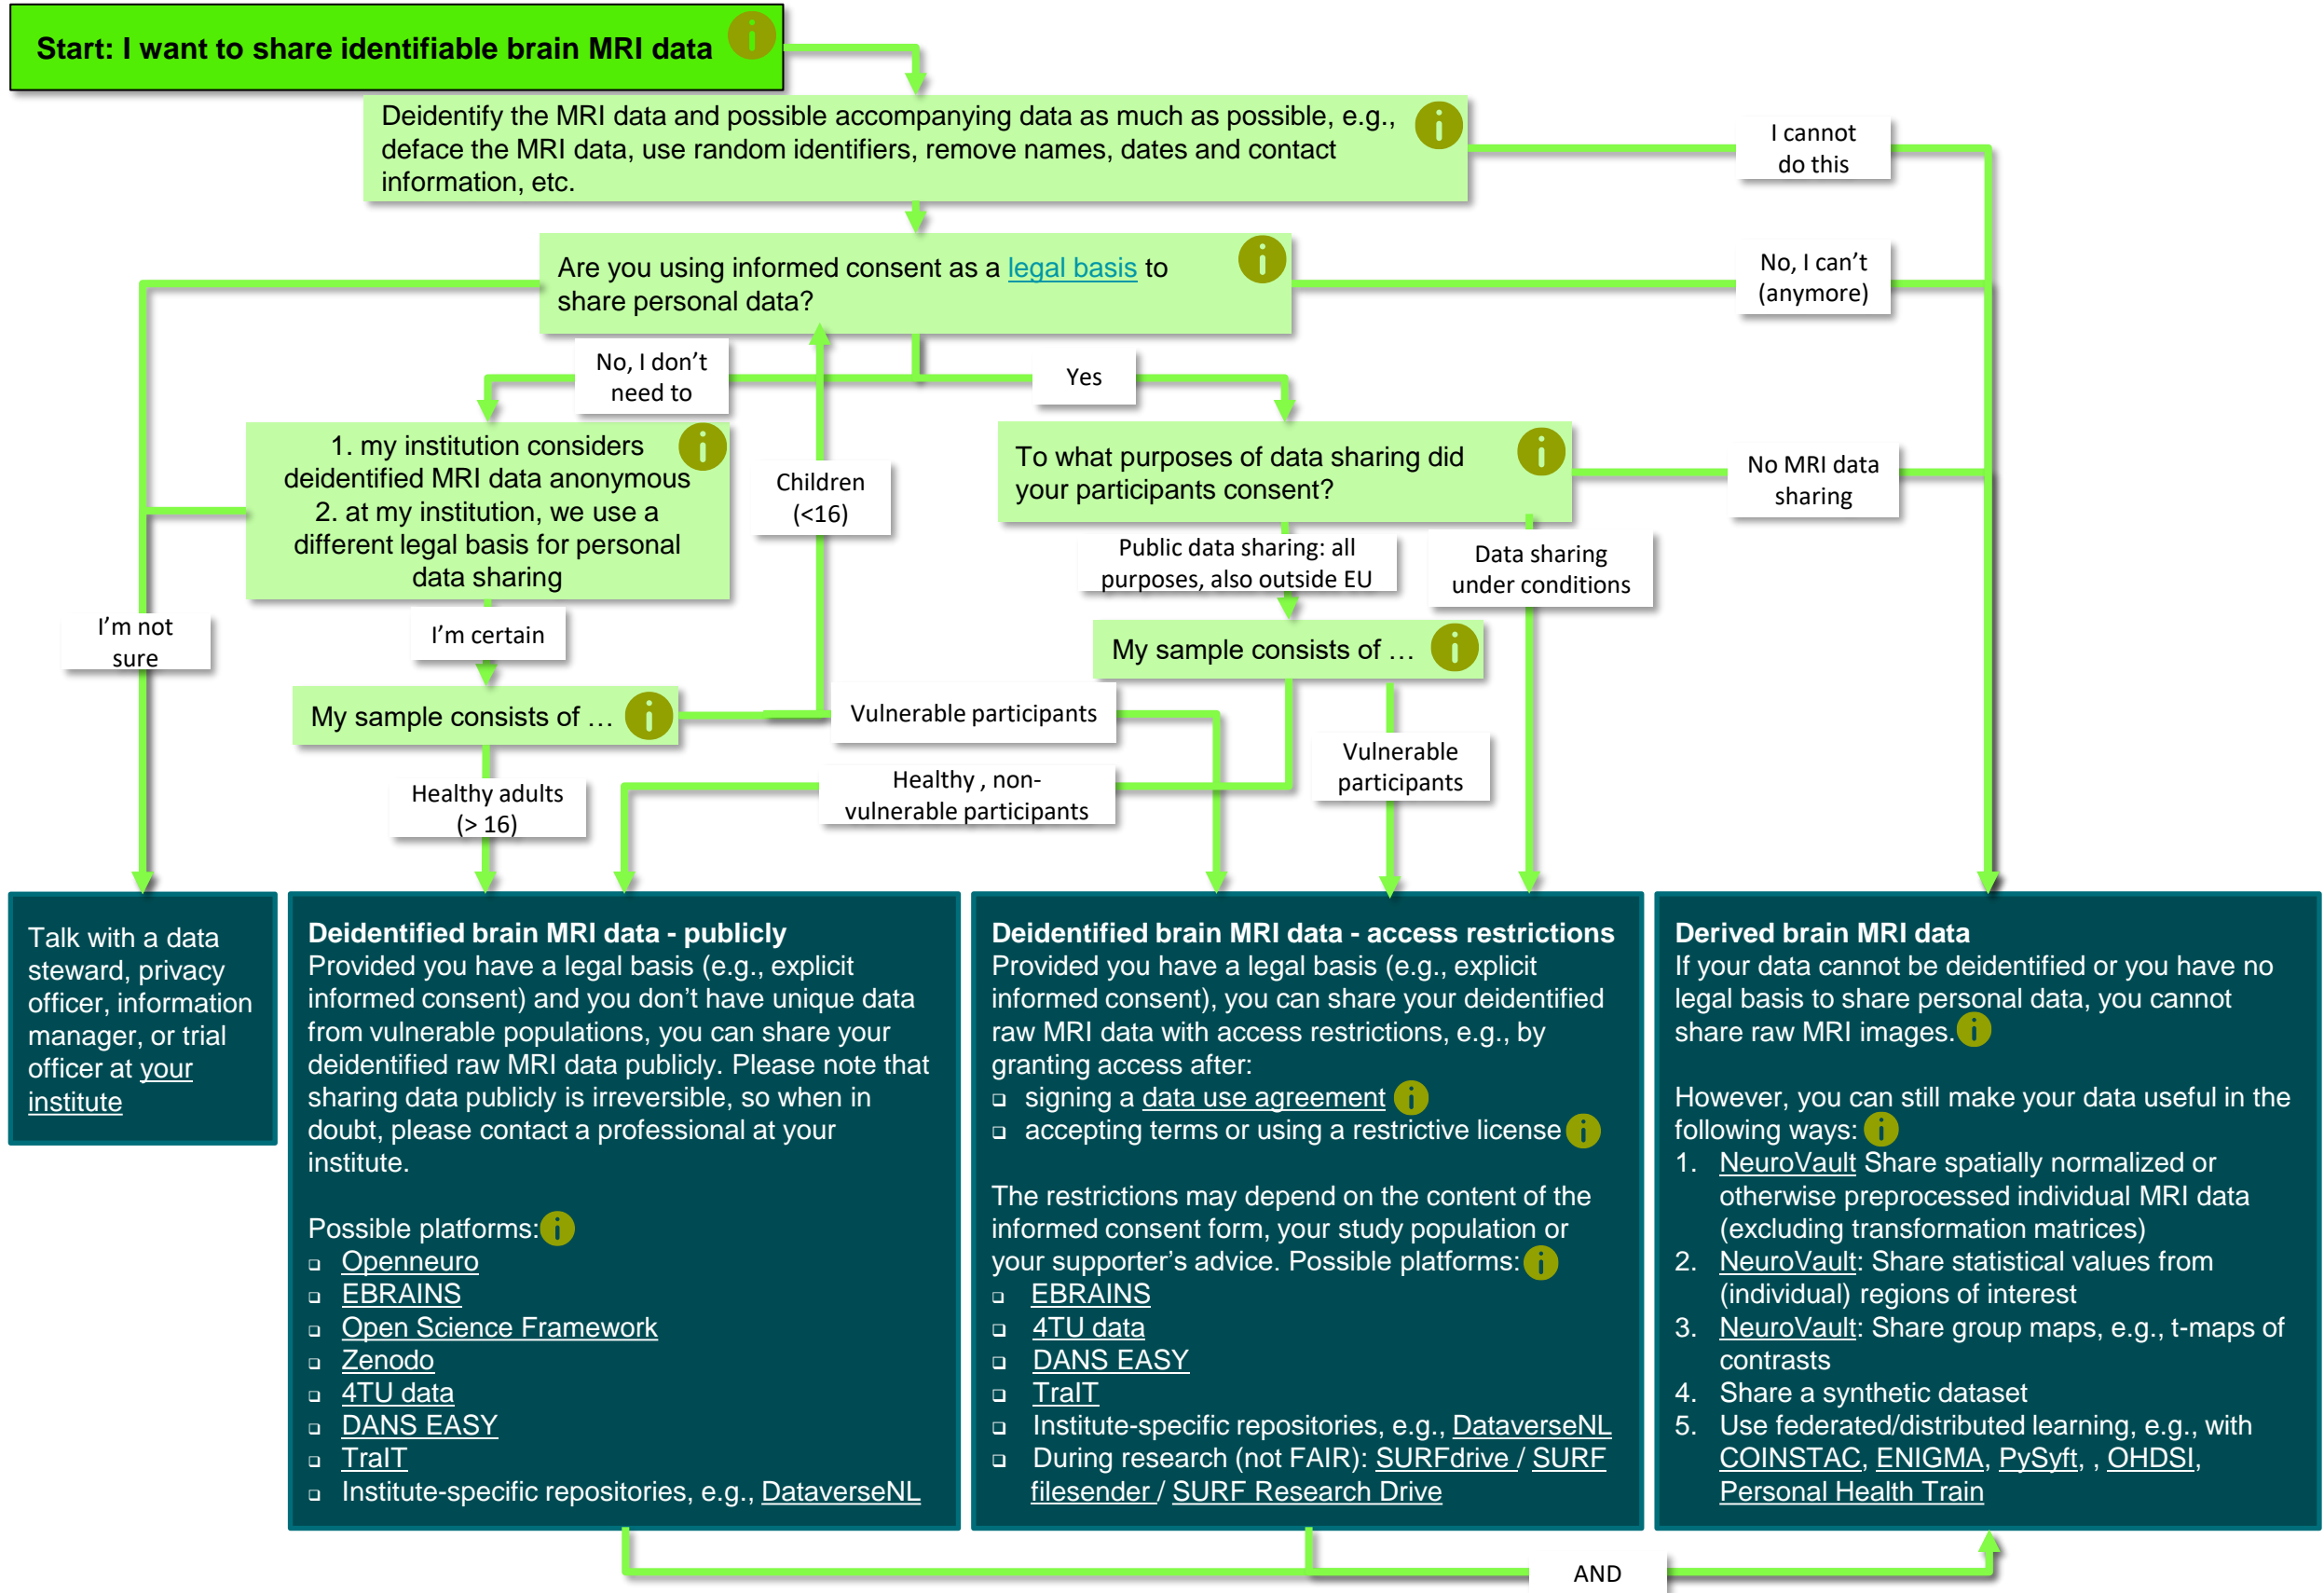 Start: I want to share identifiable brain MRI data
Deidentify the MRI data and possible accompanying data as much as possible, e.g.,
deface the MRI data, use random identifiers, remove names, dates and contact
information, etc.
I cannot
do this
Are you using informed consent as a legal basis to
share personal data?
No, I can't
(anymore)
No, I don't
need to
Yes
1. my institution considers
deidentified MRI data anonymous
2. at my institution, we use a
different legal basis for personal
data sharing
Children
(<16)
To what purposes of data sharing did
your participants consent?
No MRI data
sharing
Public data sharing: all
purposes, also outside EU
Data sharing
under conditions
I'm not
sure
I'm certain
My sample consists of …
My sample consists of …
Vulnerable participants
Vulnerable
participants
Healthy adults
(> 16)
Healthy , non-
vulnerable participants
Talk with a data
steward, privacy
officer, information
manager, or trial
officer at your
institute
Deidentified brain MRI data - publicly
Provided you have a legal basis (e.g., explicit
informed consent) and you don't have unique data
from vulnerable populations, you can share your
deidentified raw MRI data publicly. Please note that
sharing data publicly is irreversible, so when in
doubt, please contact a professional at your
institute.
Possible platforms:
Openneuro
EBRAINS
Open Science Framework
Zenodo
4TU data
DANS EASY
TraIT
Institute-specific repositories, e.g., DataverseNL
Deidentified brain MRI data - access restrictions
Provided you have a legal basis (e.g., explicit
informed consent), you can share your deidentified
raw MRI data with access restrictions, e.g., by
granting access after:
signing a data use agreement
accepting terms or using a restrictive license
The restrictions may depend on the content of the
informed consent form, your study population or
your supporter's advice. Possible platforms:
EBRAINS
4TU data
DANS EASY
TraIT
Institute-specific repositories, e.g., DataverseNL
During research (not FAIR): SURFdrive / SURF
filesender / SURF Research Drive
Derived brain MRI data
If your data cannot be deidentified or you have no
legal basis to share personal data, you cannot
share raw MRI images.
However, you can still make your data useful in the
following ways:
1. NeuroVault Share spatially normalized or
otherwise preprocessed individual MRI data
(excluding transformation matrices)
2. NeuroVault: Share statistical values from
(individual) regions of interest
3. NeuroVault: Share group maps, e.g., t-maps of
contrasts
4. Share a synthetic dataset
5. Use federated/distributed learning, e.g., with
COINSTAC, ENIGMA, PySyft, , OHDSI,
Personal Health Train
AND